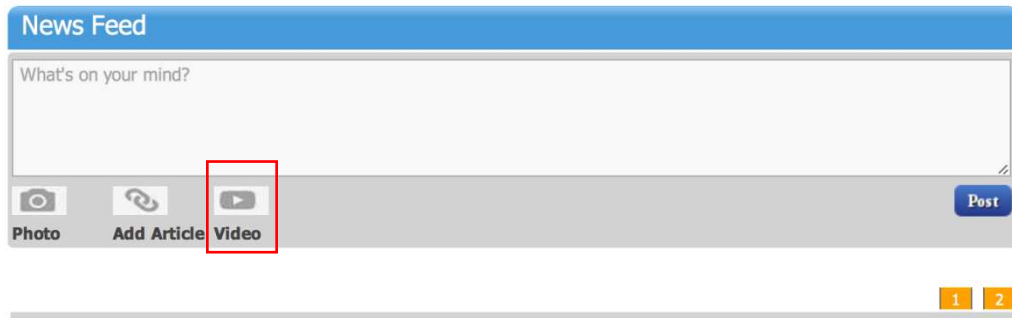 News Feed
What's on your mind?
Post
Photo Add Article Video
1 2